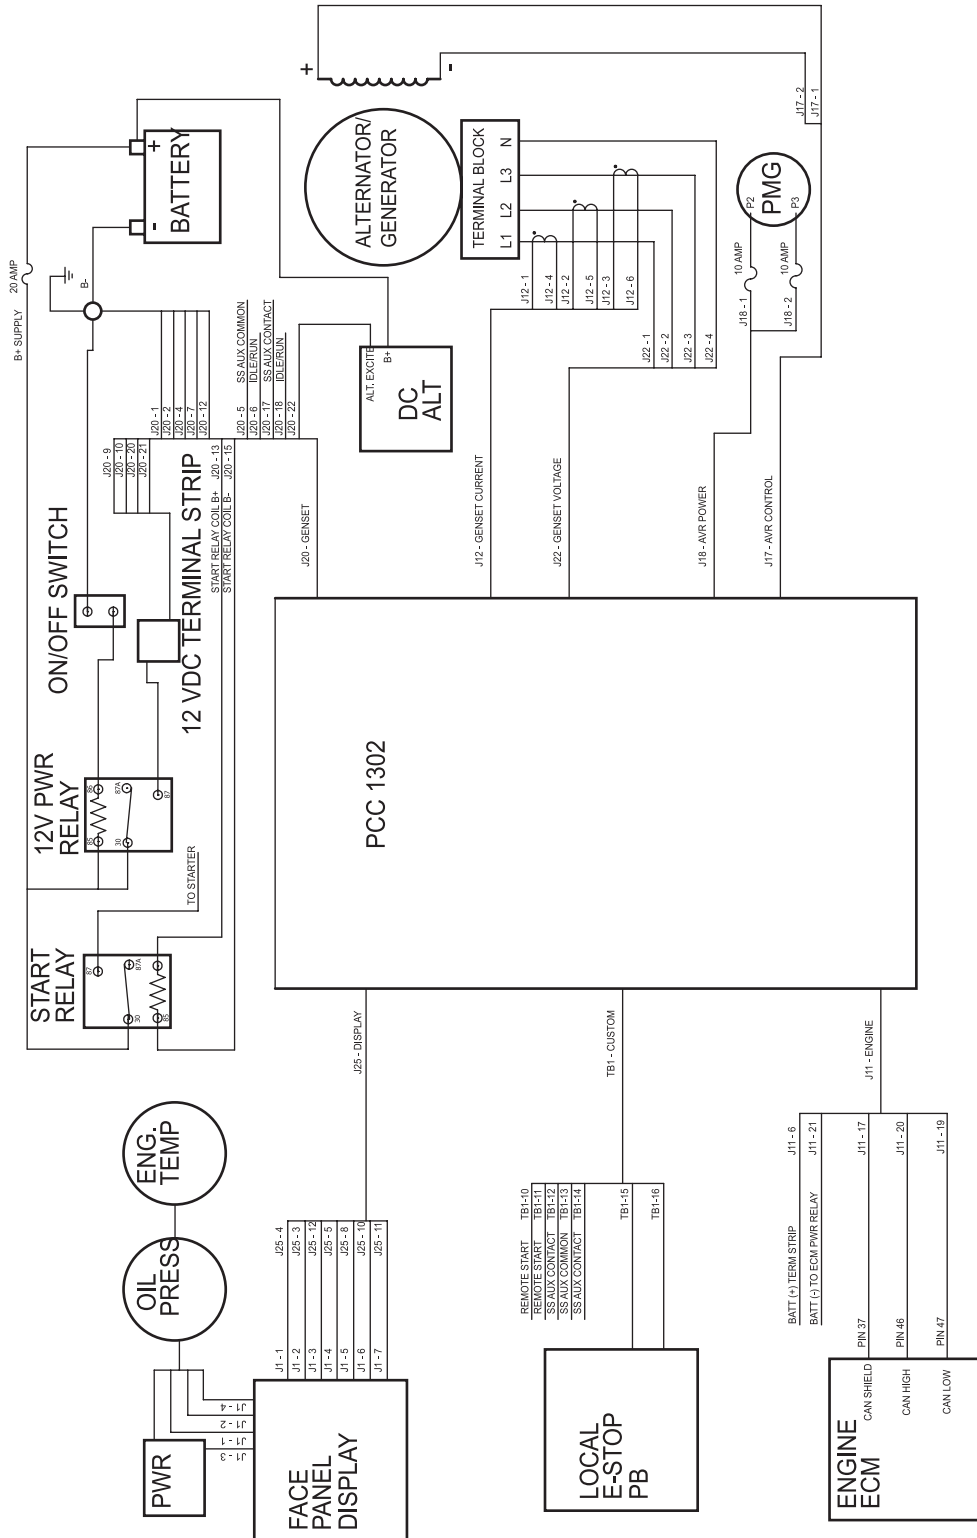 B+ SUPPLY
20 AMP
B-
BATTERY
+
-
+
-
ALTERNATOR/
GENERATOR
TERMINAL BLOCK
L1
L2
L3
N
J17 - 2
J17 - 1
PMG
P2
P3
10 AMP
10 AMP
J18 - 1
J18 - 2
J12 - 1
J12 - 4
J12 - 2
J12 - 5
J12 - 3
J12 - 6
J22 - 1
J22 - 2
J22 - 3
J22 - 4
DC
ALT
ALT. EXCITE
B+
J20 - 1
J20 - 2
J20 - 4
J20 - 7
J20 - 12
J20 - 5
SS AUX COMMON
J20 - 6
IDLE/RUN
J20 - 17
SS AUX CONTACT
J20 - 18
IDLE/RUN
J20 - 22
J20 - 9
J20 - 10
J20 - 20
J20 - 21
START RELAY COIL B+
J20 - 13
START RELAY COIL B-
J20 - 15
ON/OFF SWITCH
12 VDC TERMINAL STRIP
J20 - GENSET
J12 - GENSET CURRENT
J22 - GENSET VOLTAGE
J18 - AVR POWER
J17 - AVR CONTROL
12V PWR
RELAY
86
87A
87
85
30
TO STARTER
START
RELAY
87
87A
30
85
PCC 1302
J25 - DISPLAY
TB1 - CUSTOM
J11 - ENGINE
ENG.
TEMP
OIL
PRESS
PWR
J1 - 4
J1 - 2
J1 - 1
J1 - 3
FACE
PANEL
DISPLAY
J1 - 1
J25 - 4
J1 - 2
J25 - 3
J1 - 3
J25 - 12
J1 - 4
J25 - 5
J1 - 5
J25 - 8
J1 - 6
J25 - 10
J1 - 7
J25 - 11
REMOTE START
TB1-10
REMOTE START
TB1-11
SS AUX CONTACT
TB1-12
SS AUX COMMON
TB1-13
SS AUX CONTACT
TB1-14
TB1-15
TB1-16
LOCAL
E-STOP
PB
BATT (+) TERM STRIP
J11 - 6
BATT (-) TO ECM PWR RELAY
J11 - 21
PIN 37
J11 - 17
PIN 46
J11 - 20
PIN 47
J11 - 19
CAN SHIELD
CAN HIGH
CAN LOW
ENGINE
ECM